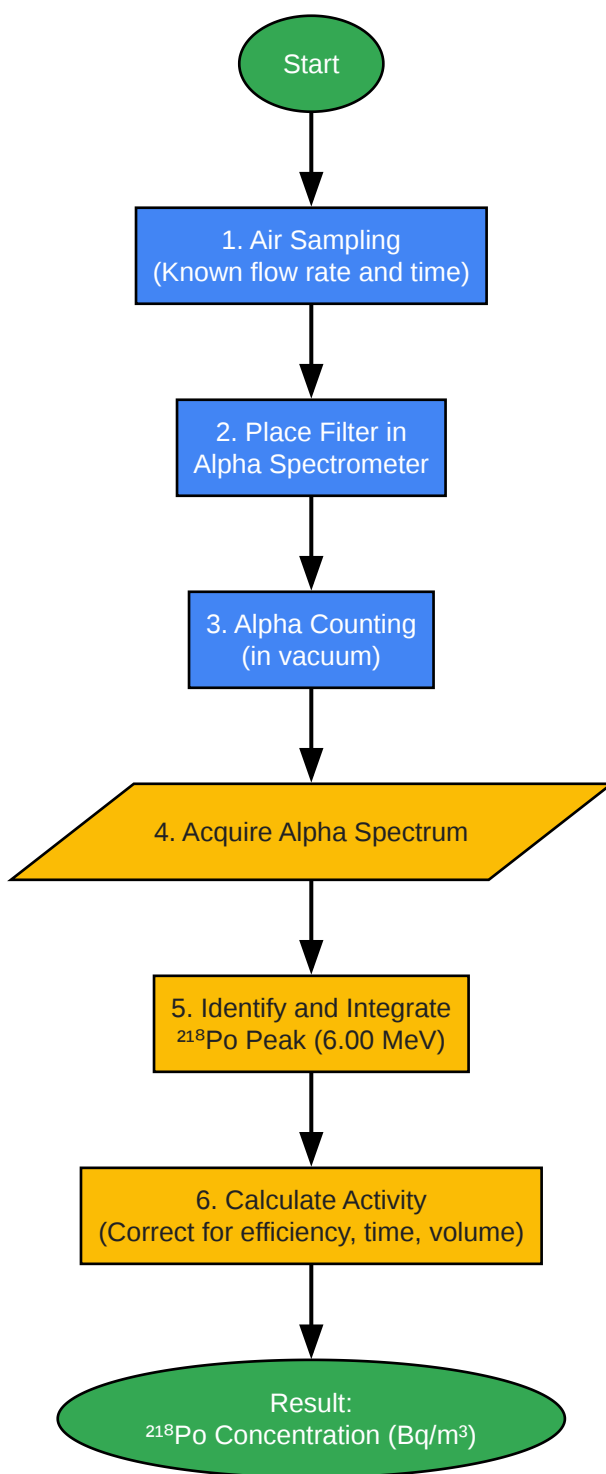 Start
1. Air Sampling
(Known flow rate and time)
2. Place Filter in
Alpha Spectrometer
3. Alpha Counting
(in vacuum)
4. Acquire Alpha Spectrum
5. Identify and Integrate
²¹⁸Po Peak (6.00 MeV)
6. Calculate Activity
(Correct for efficiency, time, volume)
Result:
²¹⁸Po Concentration (Bq/m³)